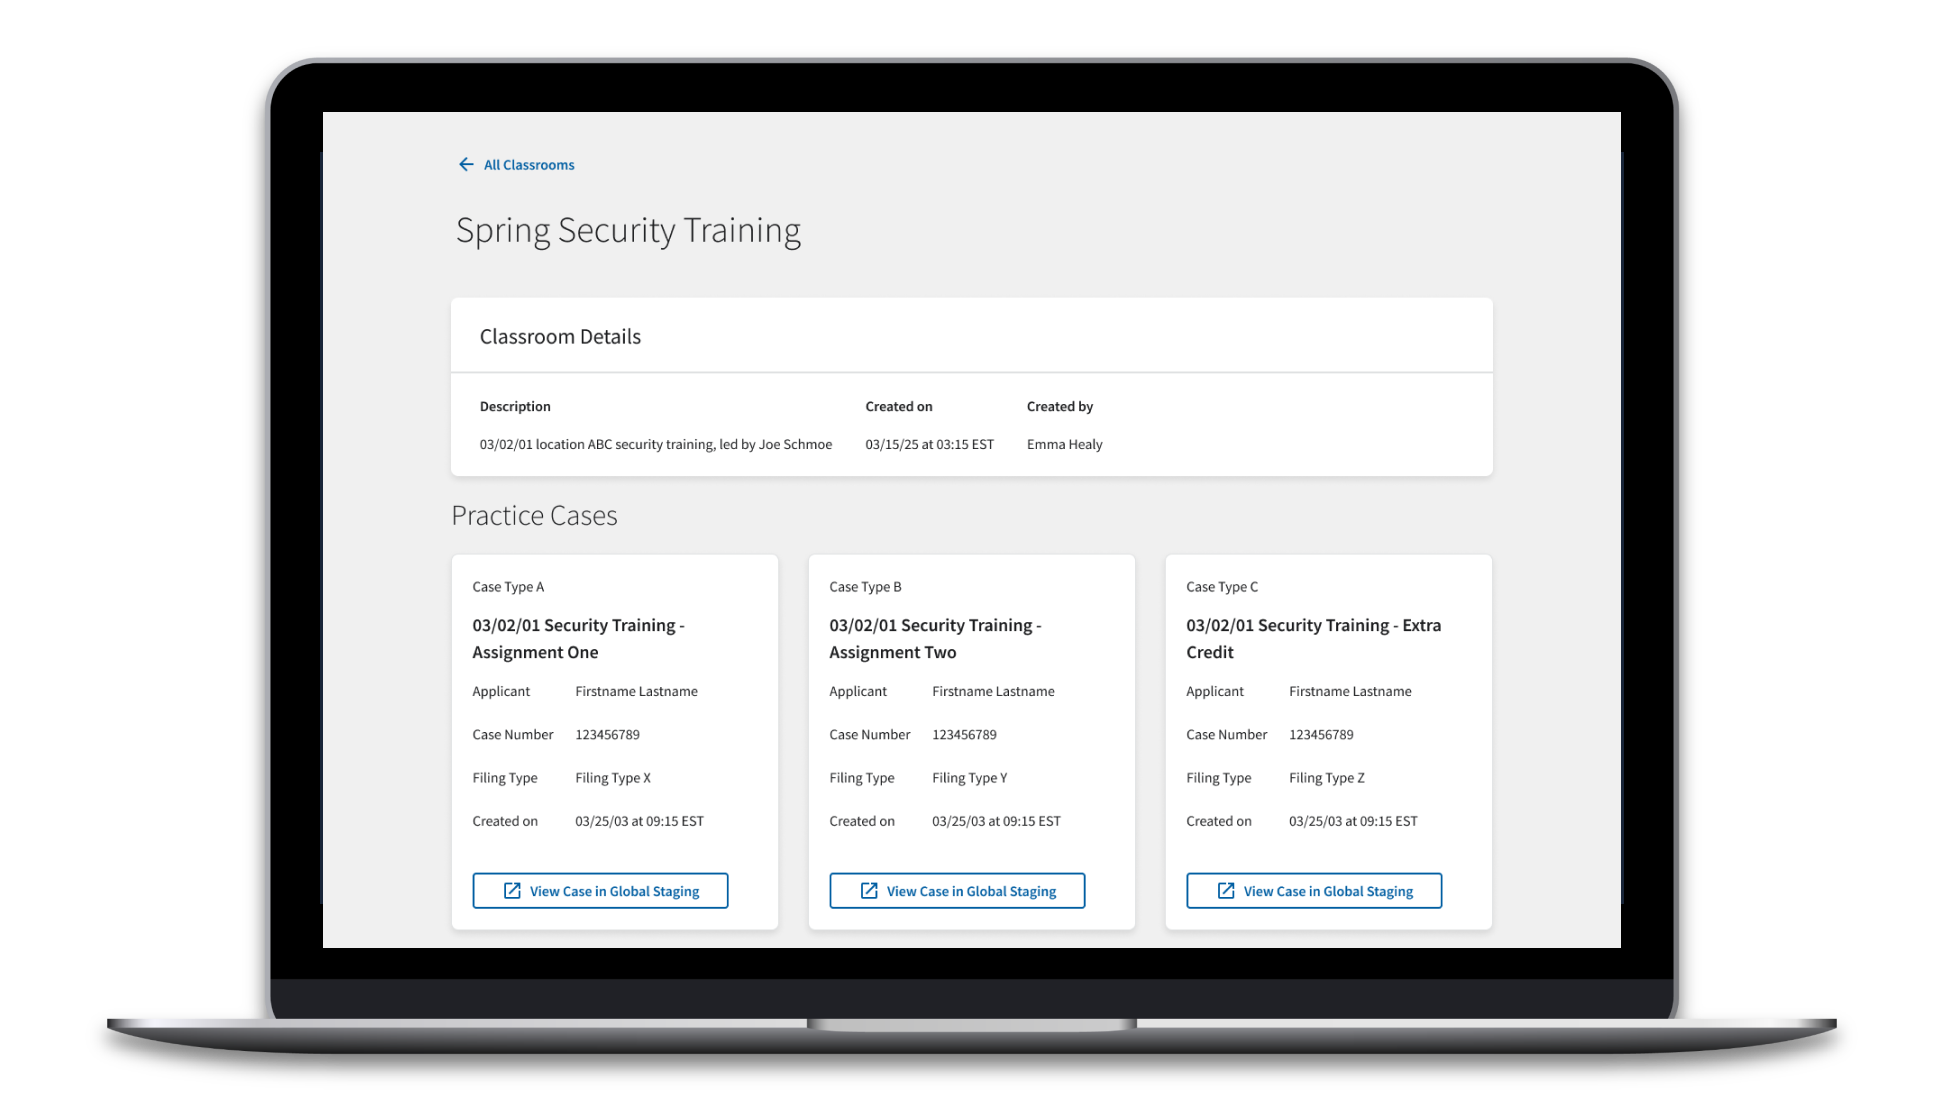 All Classrooms
Spring Security Training
Classroom Details
Description Created on Created by
03/02/01 location ABC security training, led by Joe Schmoe 03/15/25 at 03:15 EST Emma Healy
Practice Cases
Case Type A
03/02/01 Security Training -
Assignment One
Applicant Firstname Lastname
Case Number 123456789
Filing Type Filing Type X
Created on 03/25/03 at 09:15 EST
View Case in Global Staging
Case Type B
03/02/01 Security Training -
Assignment Two
Applicant Firstname Lastname
Case Number 123456789
Filing Type Filing Type Y
Created on 03/25/03 at 09:15 EST
View Case in Global Staging
Case Type C
03/02/01 Security Training - Extra
Credit
Applicant Firstname Lastname
Case Number 123456789
Filing Type Filing Type Z
Created on 03/25/03 at 09:15 EST
View Case in Global Staging